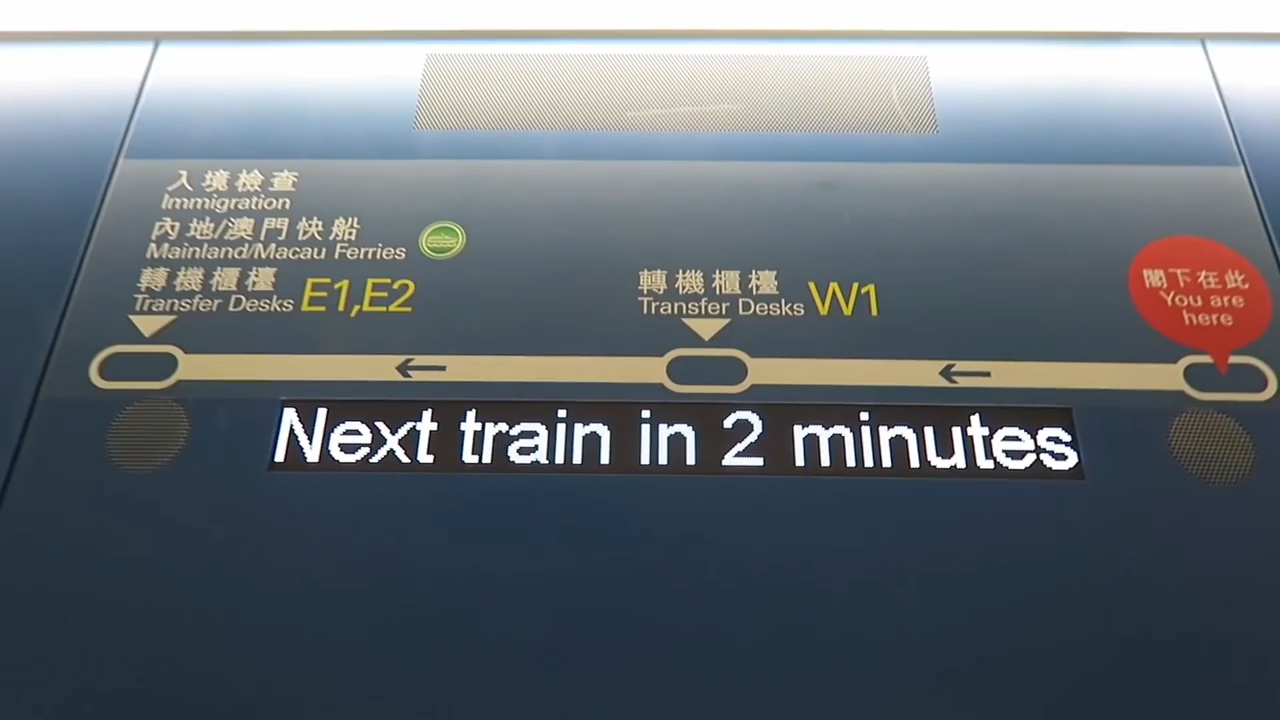 入境檢查
Immigration
內地/澳門快船
Mainland/Macau Ferries
轉機櫃檯
Transfer Desks E1,E2
轉機櫃檯
Transfer Desks W1
閣下在此
You are
here
Next train in 2 minutes